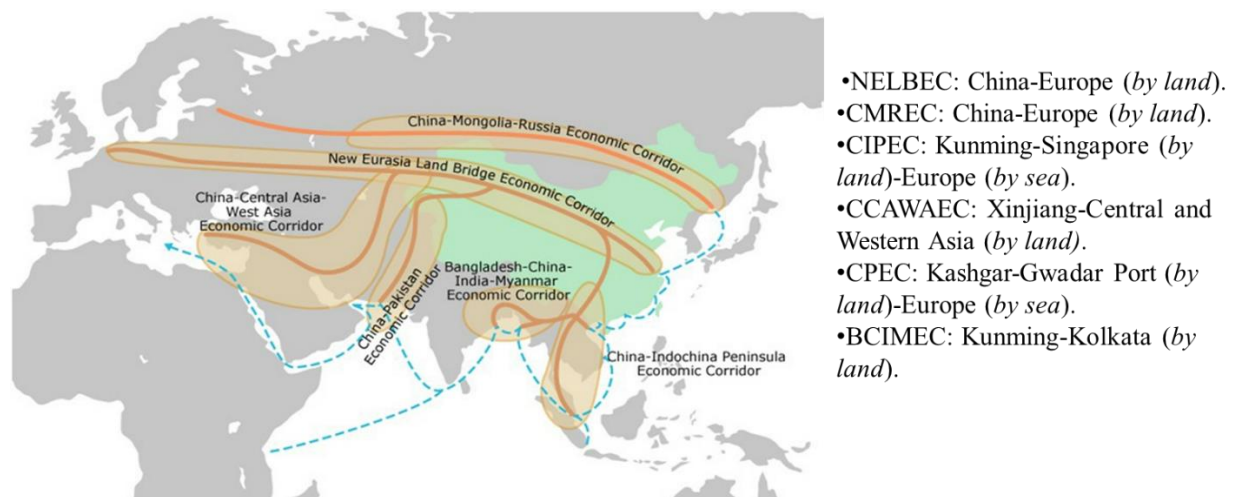 China-Mongolia-Russia Economic Corridor
New Eurasia Land Bridge Economic Corridor
China-Central Asia-
West Asia
Economic Corridor
China-Pakistan
Economic Corridor
Bangladesh-China-
India-Myanmar
Economic Corridor
China-Indochina Peninsula
Economic Corridor
•NELBEC: China-Europe (by land).
•CMREC: China-Europe (by land).
•CIPEC: Kunming-Singapore (by
land)-Europe (by sea).
•CCAWAEC: Xinjiang-Central and
Western Asia (by land).
•CPEC: Kashgar-Gwadar Port (by
land)-Europe (by sea).
•BCIMEC: Kunming-Kolkata (by
land).